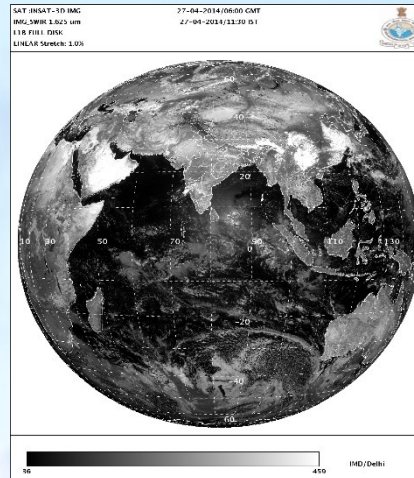 SAT :INSAT-3D IMG 27-04-2014/06:00 GMT
IMG_SWIR 1.625 um 27-04-2014/11:30 IST
L1B FULL DISK
LINEAR Stretch: 1.0%
60
40
20
10 30 50 70 90 110 130
0
-20
-40
-60
36 459 IMD/Delhi